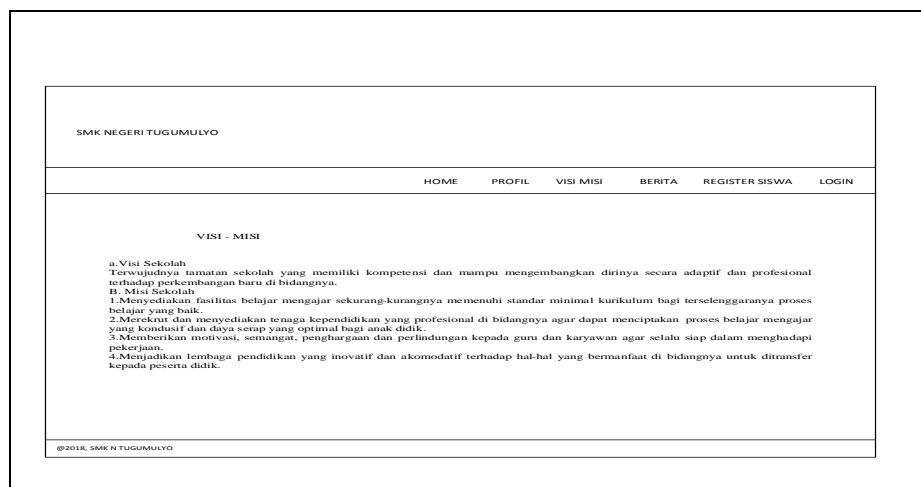 SMK NEGERI TUGUMULYO
HOME PROFIL VISI MISI BERITA REGISTER SISWA LOGIN
VISI - MISI
a.Visi Sekolah
Terwujudnya tamatan sekolah yang memiliki kompetensi dan mampu mengembangkan dirinya secara adaptif dan profesional
terhadap perkembangan baru di bidangnya.
B. Misi Sekolah
1.Menyediakan fasilitas belajar mengajar sekurang-kurangnya memenuhi standar minimal kurikulum bagi terselenggaranya proses
belajar yang baik.
2.Merekrut dan menyediakan tenaga kependidikan yang profesional di bidangnya agar dapat menciptakan proses belajar mengajar
yang kondusif dan daya serap yang optimal bagi anak didik.
3.Memberikan motivasi, semangat, penghargaan dan perlindungan kepada guru dan karyawan agar selalu siap dalam menghadapi
pekerjaan.
4.Menjadikan lembaga pendidikan yang inovatif dan akomodatif terhadap hal-hal yang bermanfaat di bidangnya untuk ditransfer
kepada peserta didik.
@2018, SMK N TUGUMULYO